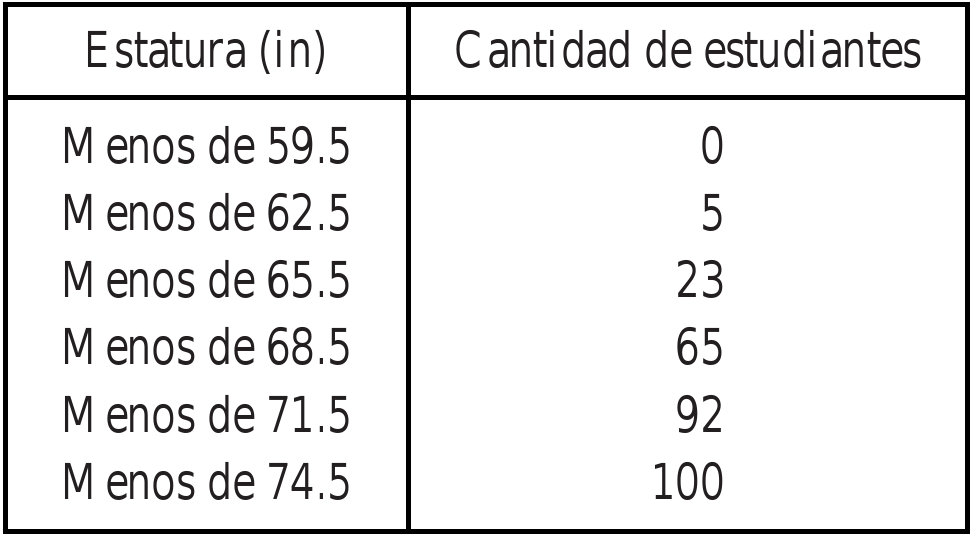 Estatura (in) Cantidad de estudiantes
Menos de 59.5 0
Menos de 62.5 5
Menos de 65.5 23
Menos de 68.5 65
Menos de 71.5 92
Menos de 74.5 100